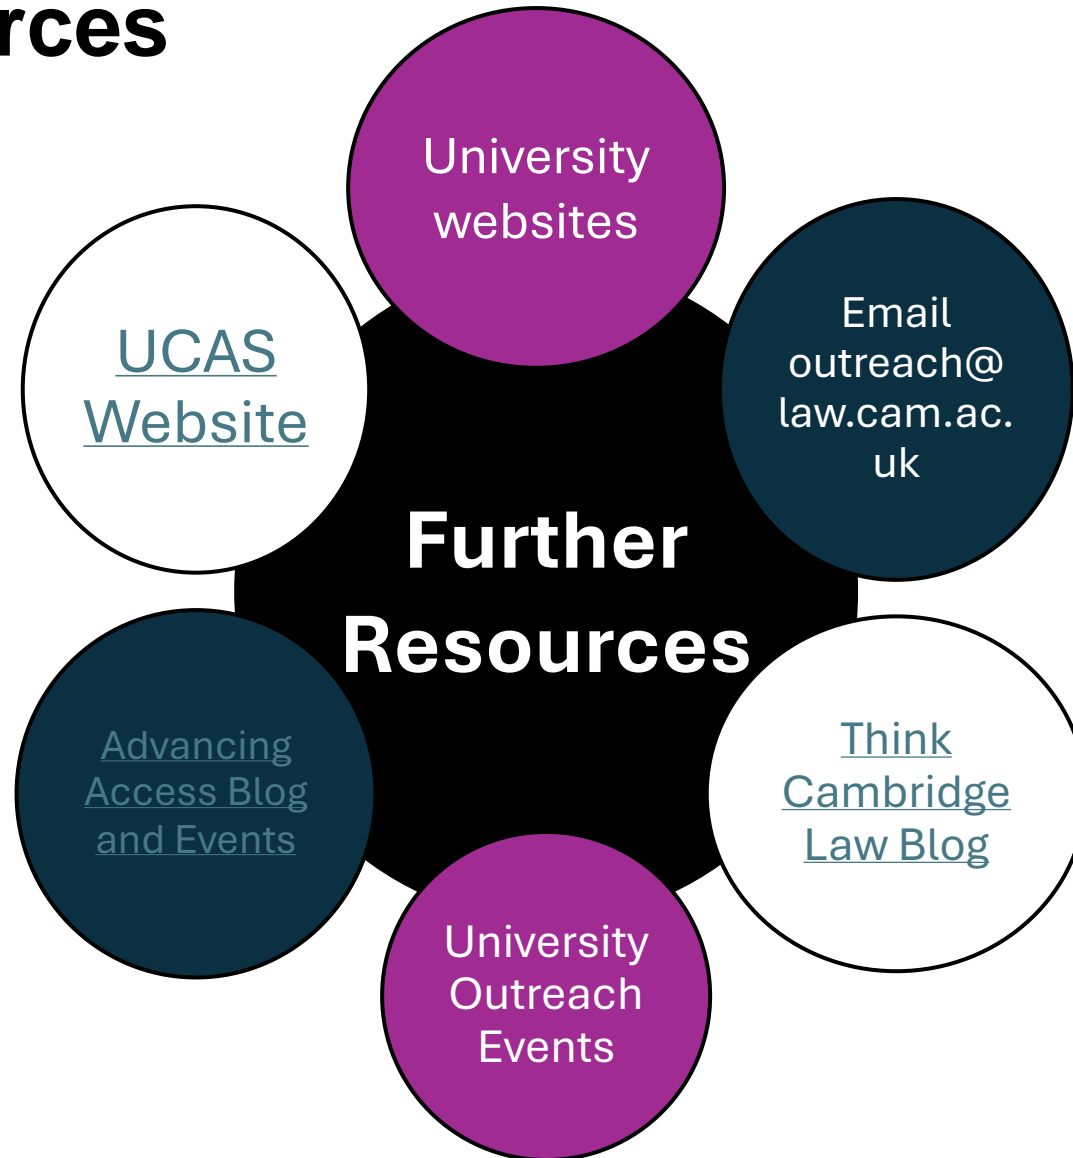 rces
University
websites
UCAS
Website
Email
outreach@
law.cam.ac.
uk
Further
Resources
Advancing
Access Blog
and Events
Think
Cambridge
Law Blog
University
Outreach
Events